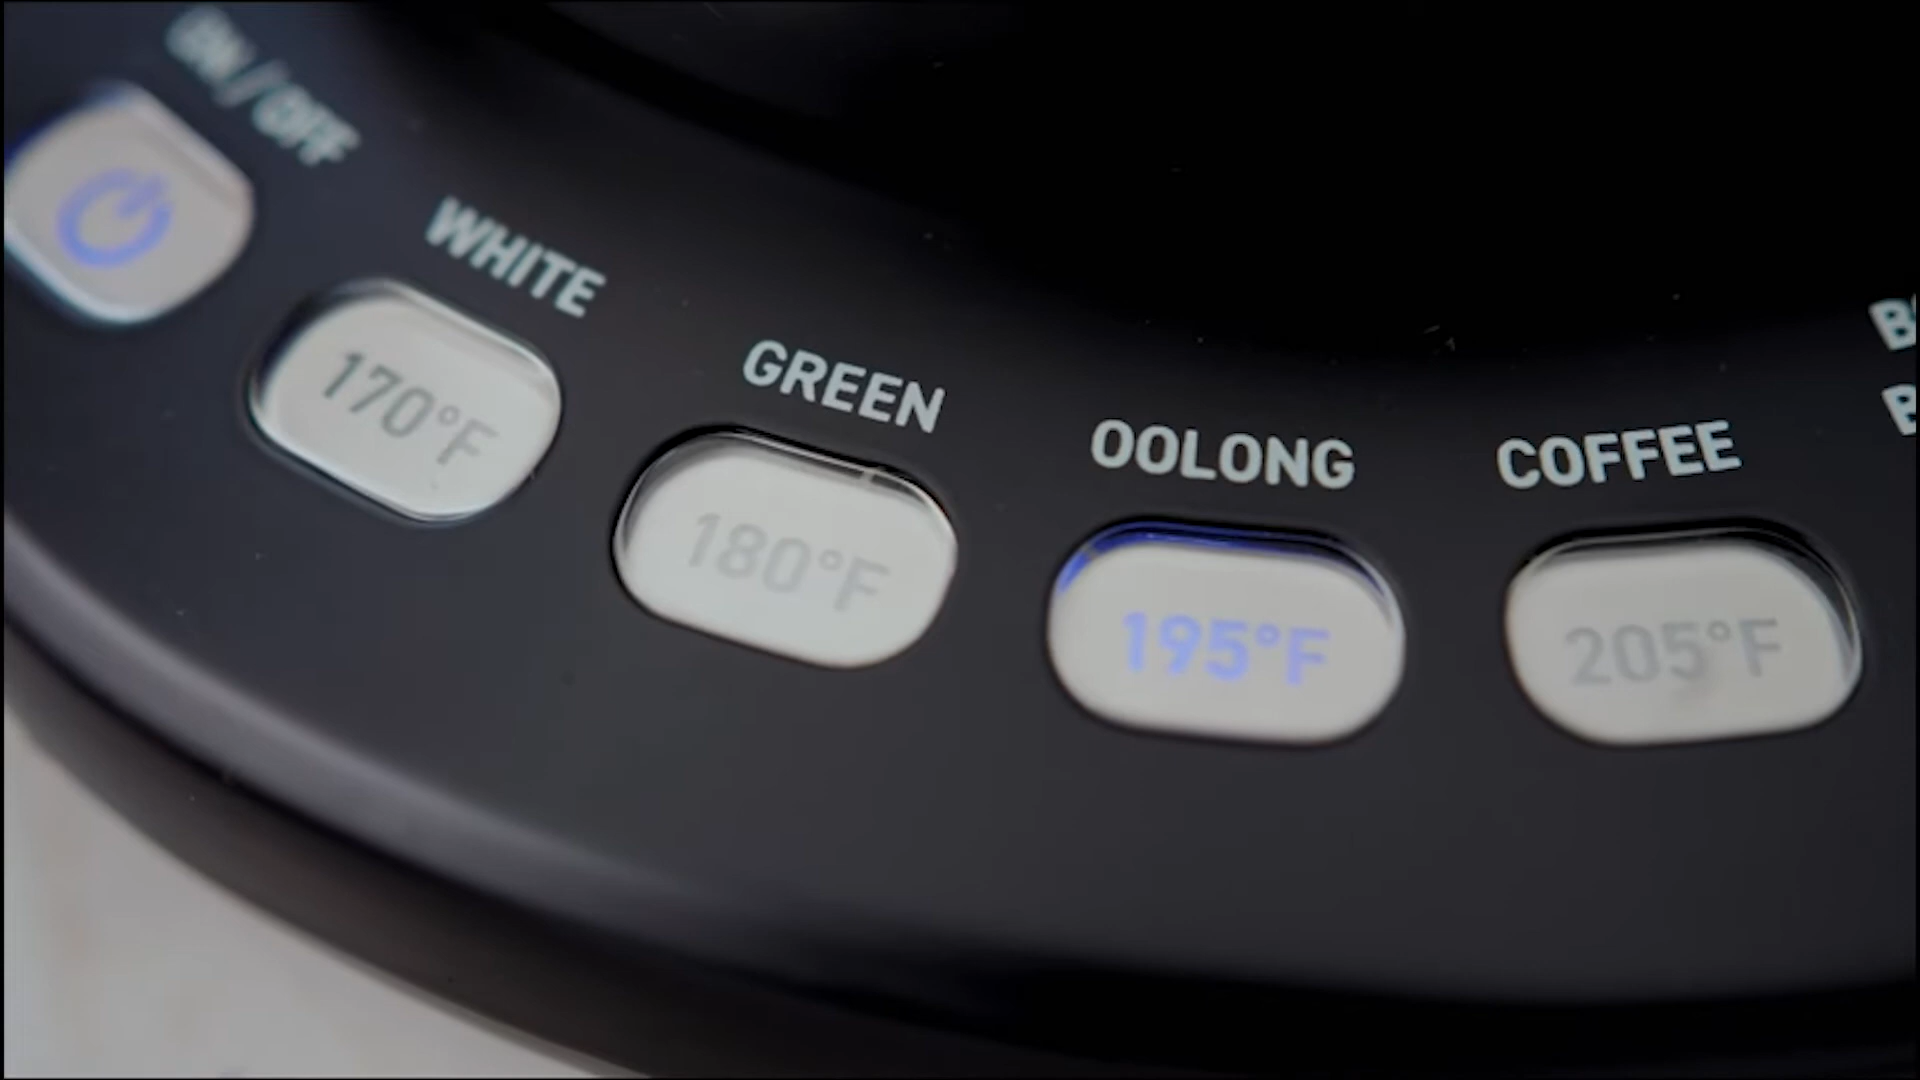 ON/OFF
WHITE
170°F
GREEN
180°F
OOLONG
195°F
COFFEE
205°F